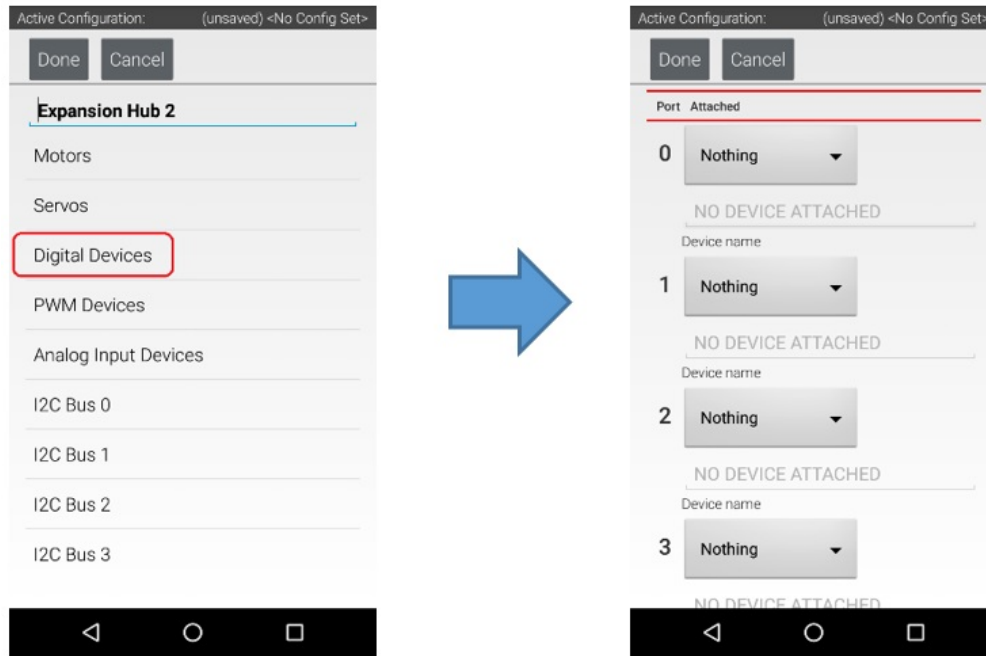 Active Configuration: (unsaved) <No Config Set>
Done Cancel
Expansion Hub 2
Motors
Servos
Digital Devices
PWM Devices
Analog Input Devices
I2C Bus 0
I2C Bus 1
I2C Bus 2
I2C Bus 3
Active Configuration: (unsaved) <No Config Set>
Done Cancel
Port Attached
0 Nothing
NO DEVICE ATTACHED
Device name
1 Nothing
NO DEVICE ATTACHED
Device name
2 Nothing
NO DEVICE ATTACHED
Device name
3 Nothing
NO DEVICE ATTACHED